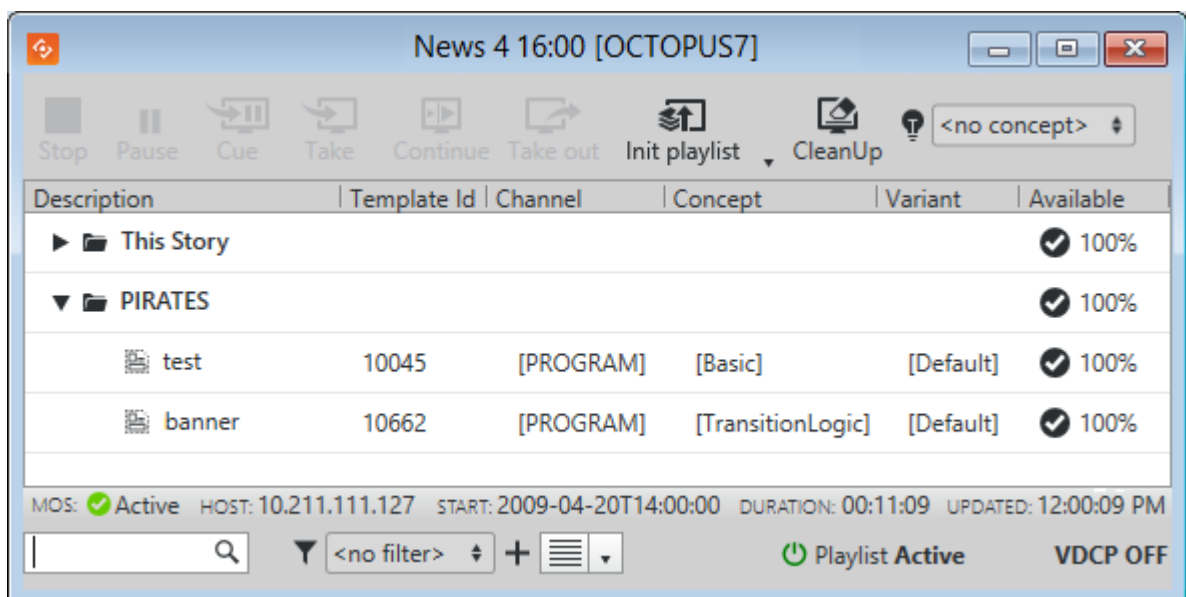 News 4 16:00 [OCTOPUS7]
Stop Pause Cue Take Continue Take out Init playlist CleanUp <no concept>
Description Template Id Channel Concept Variant Available
This Story 100%
PIRATES 100%
test 10045 [PROGRAM] [Basic] [Default] 100%
banner 10662 [PROGRAM] [TransitionLogic] [Default] 100%
MOS: Active HOST: 10.211.111.127 START: 2009-04-20T14:00:00 DURATION: 00:11:09 UPDATED: 12:00:09 PM
<no filter> Playlist Active VDCP OFF